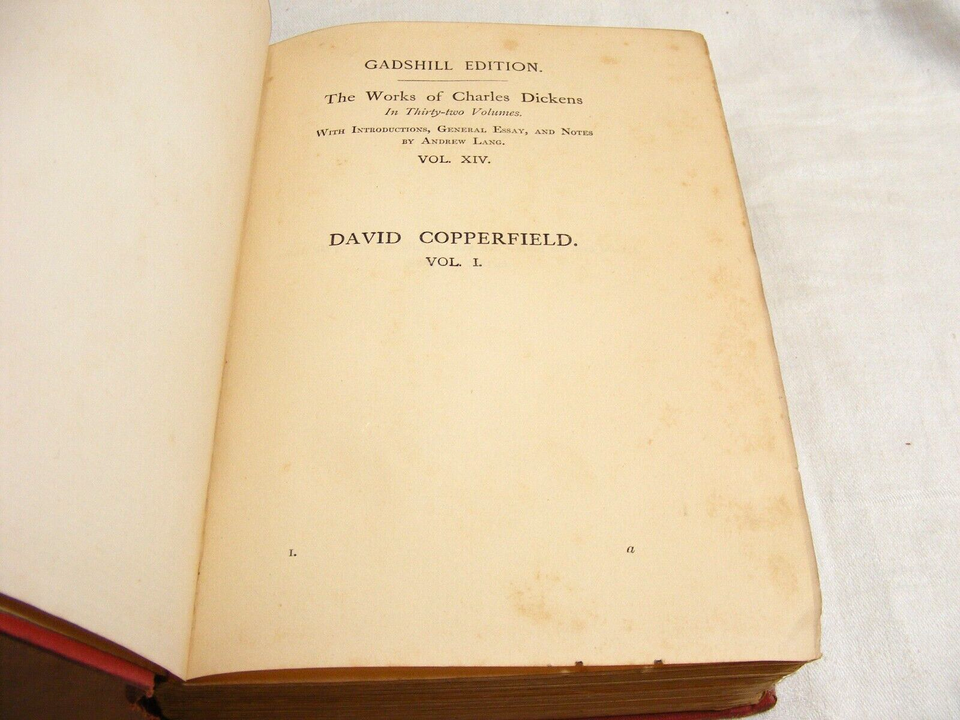 GADSHILL EDITION.
The Works of Charles Dickens
In Thirty-two Volumes.
WITH INTRODUCTIONS, GENERAL ESSAY, AND NOTES
BY ANDREW LANG.
VOL. XIV.
DAVID COPPERFIELD.
VOL. I.
I. a